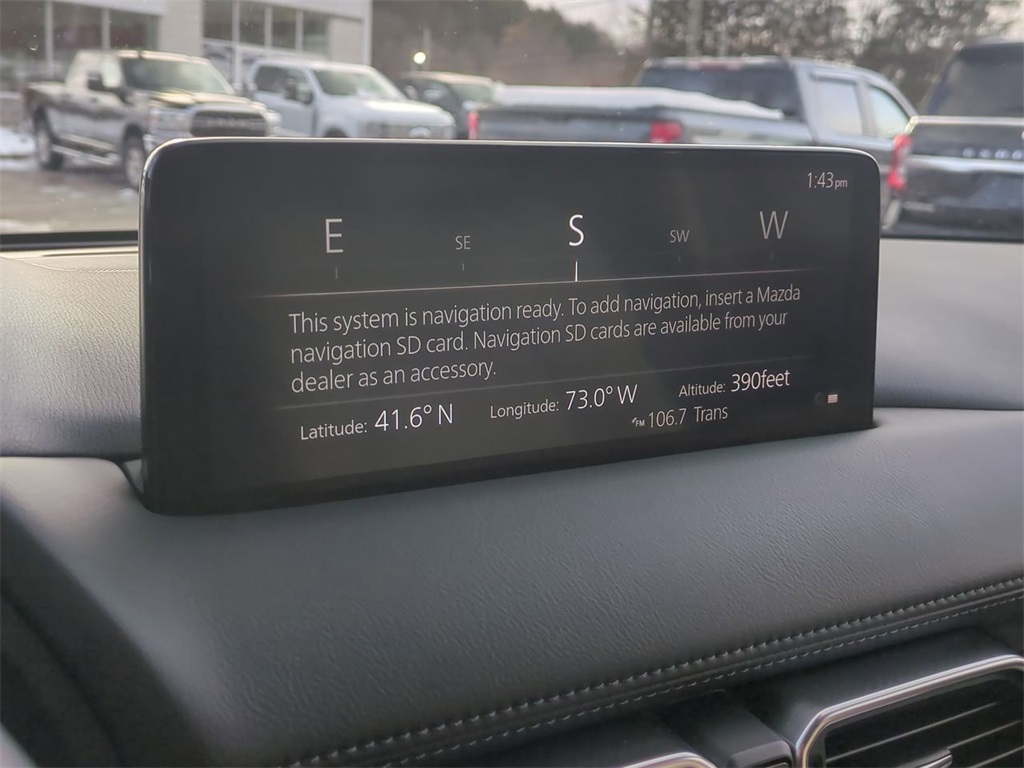 1:43pm
E SE S SW W
This system is navigation ready. To add navigation, insert a Mazda
navigation SD card. Navigation SD cards are available from your
dealer as an accessory.
Latitude: 41.6° N Longitude: 73.0° W Altitude: 390feet
FM 106.7 Trans